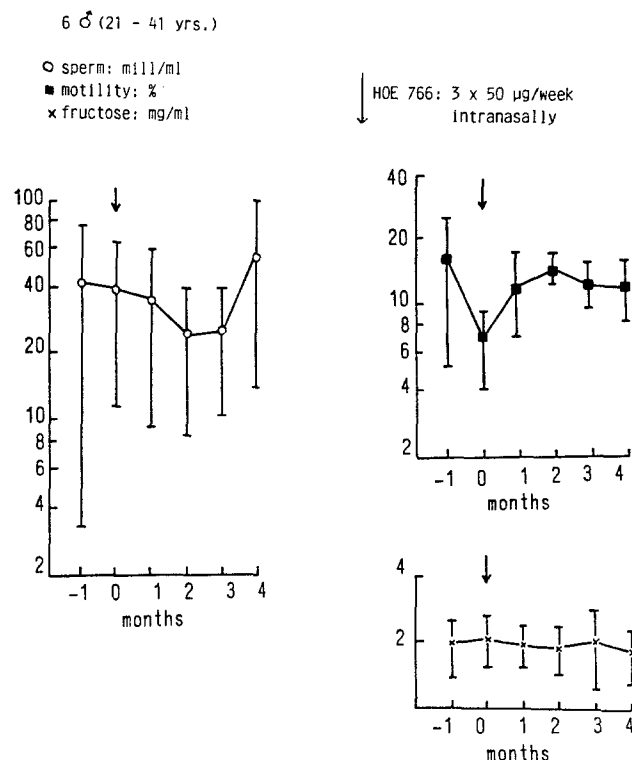 6 ♂ (21 - 41 yrs.)
○ sperm: mill/ml
■ motility: %
× fructose: mg/ml
HOE 766: 3 x 50 µg/week
intranasally
100
80
60
40
20
10
8
6
4
2
-1 0 1 2 3 4
months
40
20
10
8
6
4
2
-1 0 1 2 3 4
months
4
2
-1 0 1 2 3 4
months